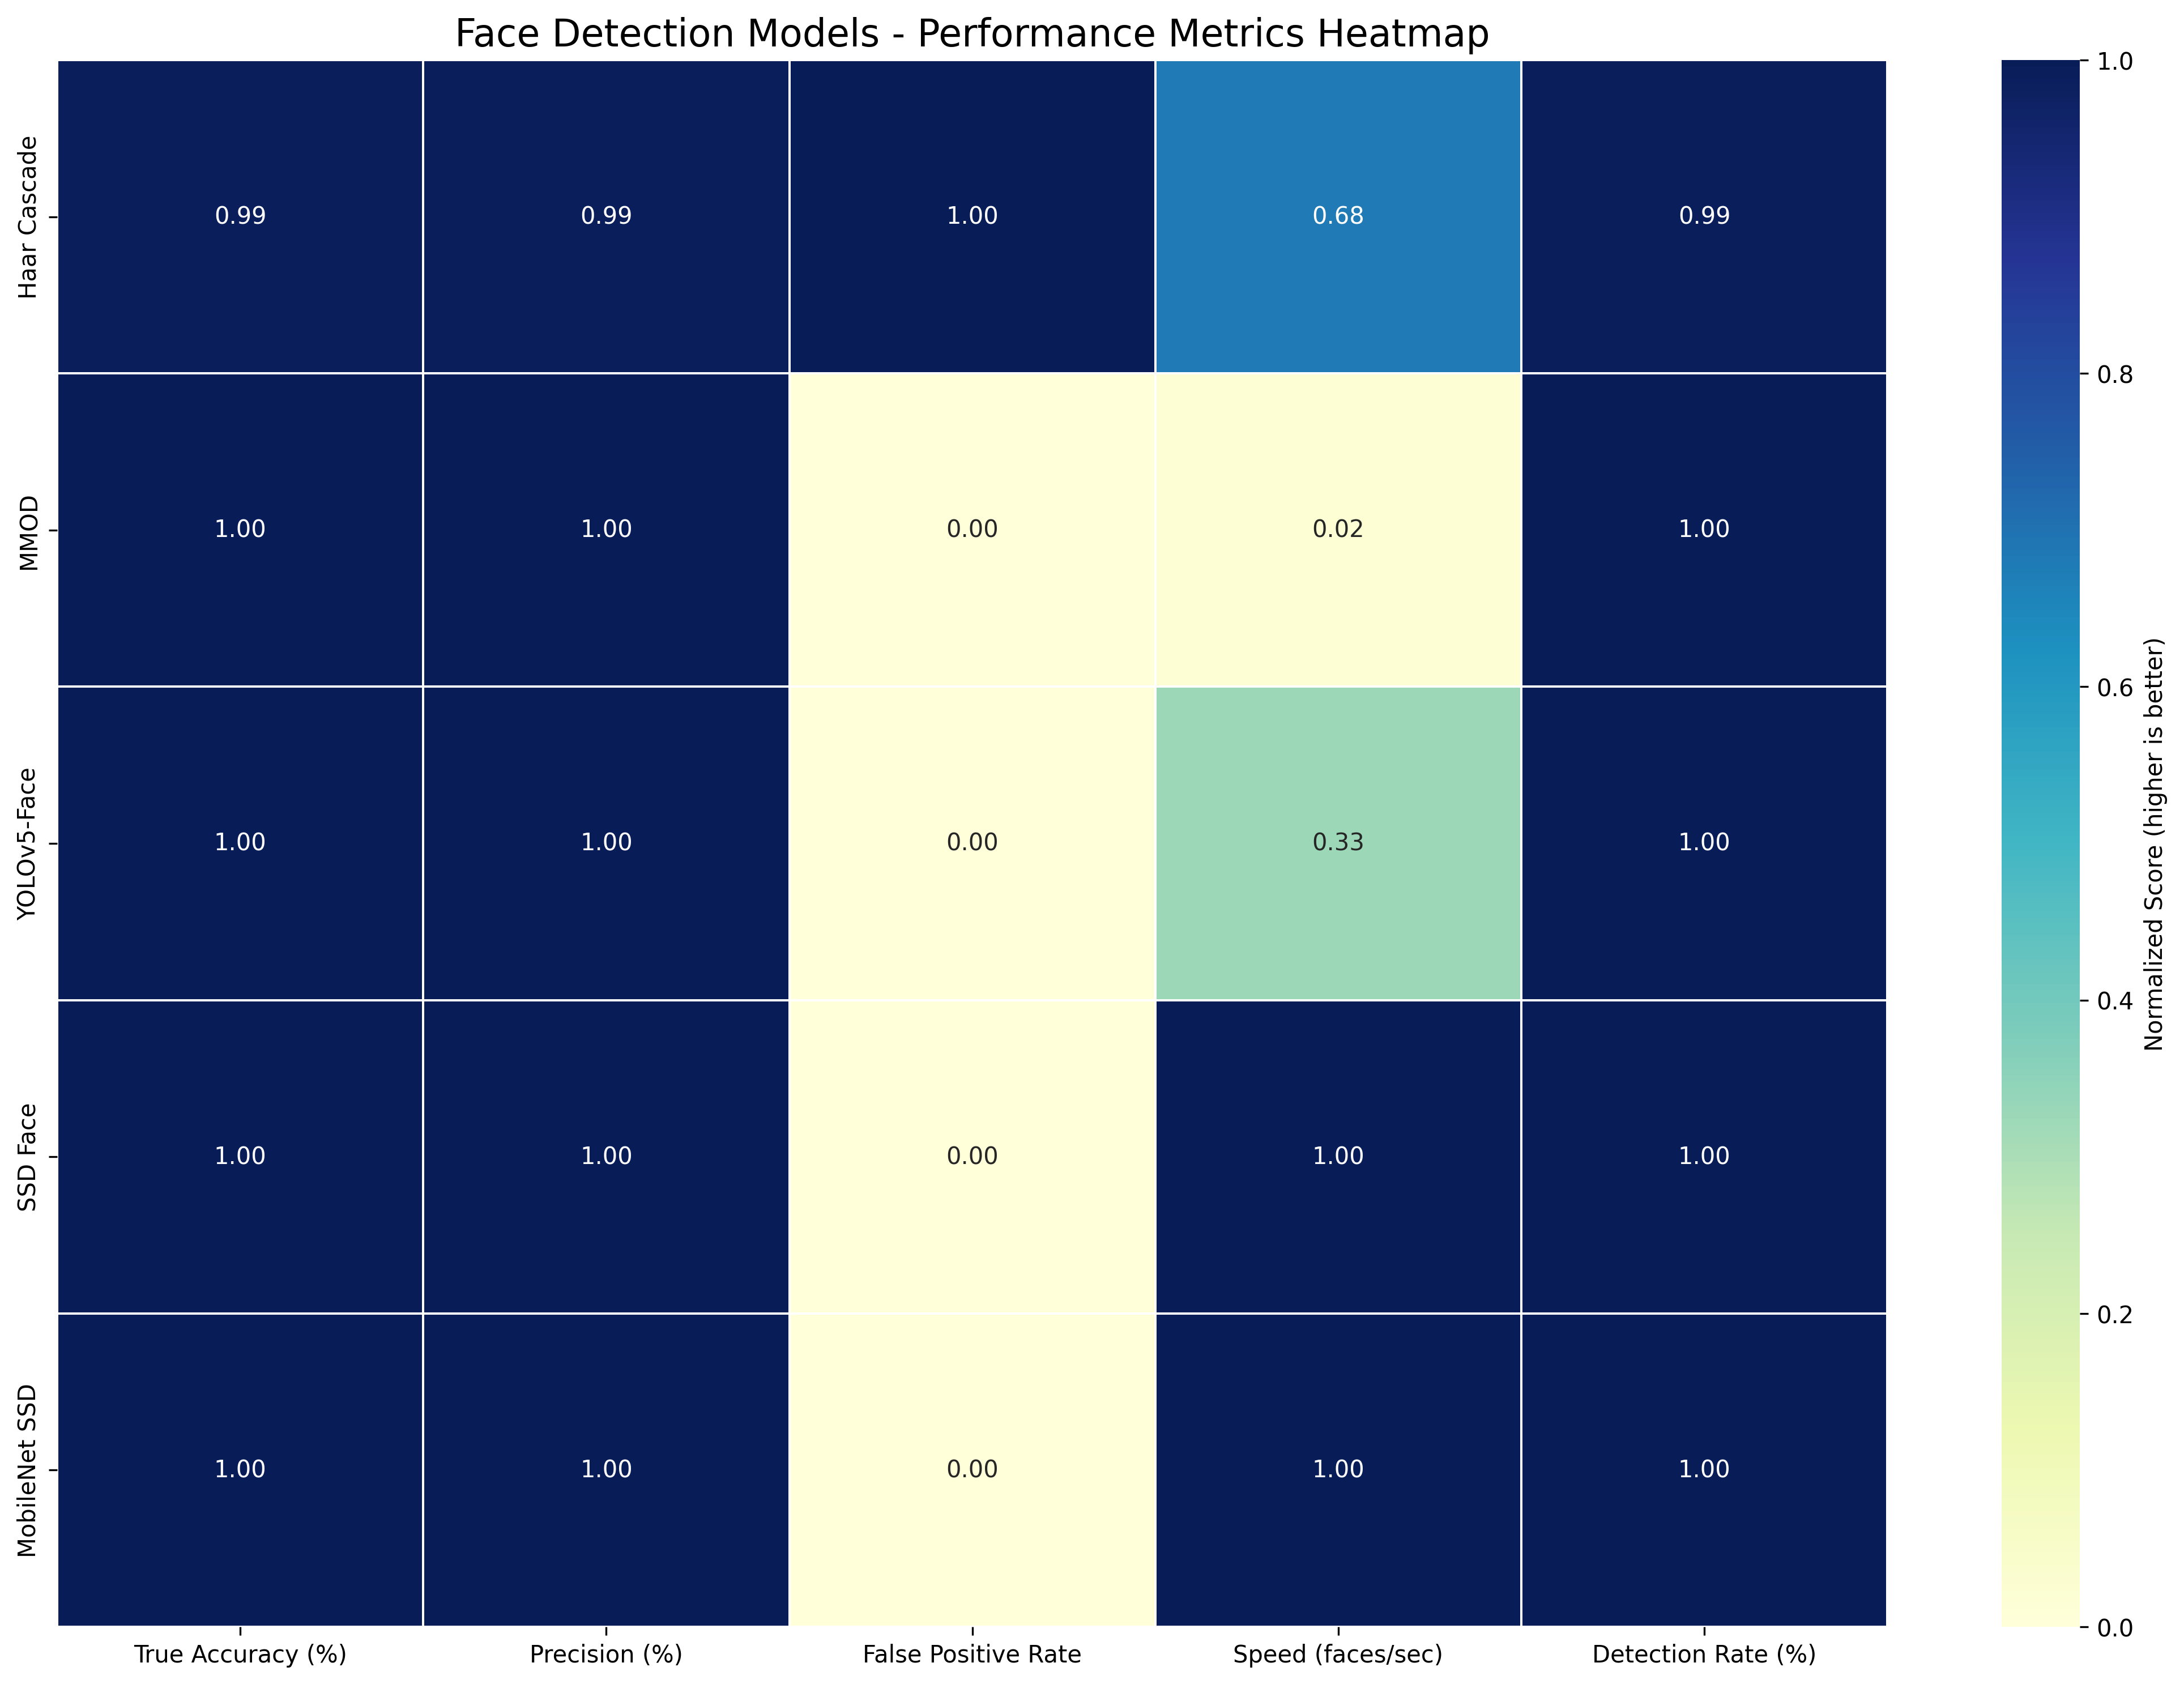 Face Detection Models - Performance Metrics Heatmap
Haar Cascade
0.99
0.99
1.00
0.68
0.99
MMOD
1.00
1.00
0.00
0.02
1.00
YOLOv5-Face
1.00
1.00
0.00
0.33
1.00
SSD Face
1.00
1.00
0.00
1.00
1.00
MobileNet SSD
1.00
1.00
0.00
1.00
1.00
True Accuracy (%)
Precision (%)
False Positive Rate
Speed (faces/sec)
Detection Rate (%)
1.0
0.8
0.6
0.4
0.2
0.0
Normalized Score (higher is better)